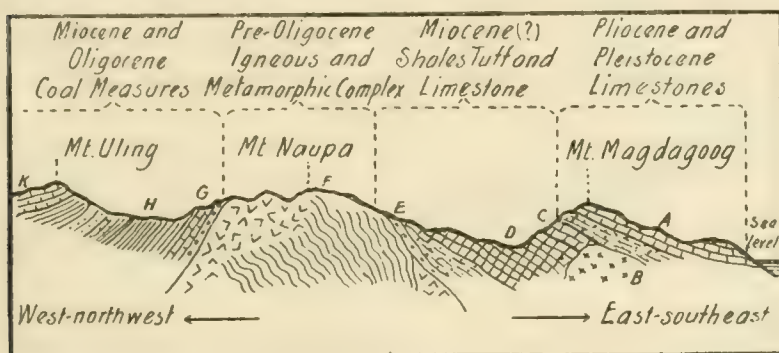 Miocene and
Oligocene
Coal Measures
Pre-Oligocene
Igneous and
Metamorphic Complex
Miocene(?)
Shales Tuff and
Limestone
Pliocene and
Pleistocene
Limestones
Mt. Uling
Mt Naupa
Mt. Magdagoog
K
H
G
F
E
D
C
A
B
Sea
level
West-northwest
East-southeast